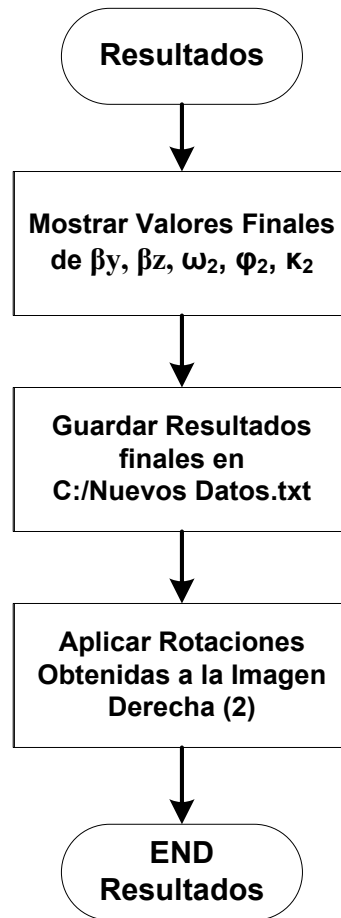 Resultados
Mostrar Valores Finales
de βy, βz, ω₂, φ₂, κ₂
Guardar Resultados
finales en
C:/Nuevos Datos.txt
Aplicar Rotaciones
Obtenidas a la Imagen
Derecha (2)
END
Resultados